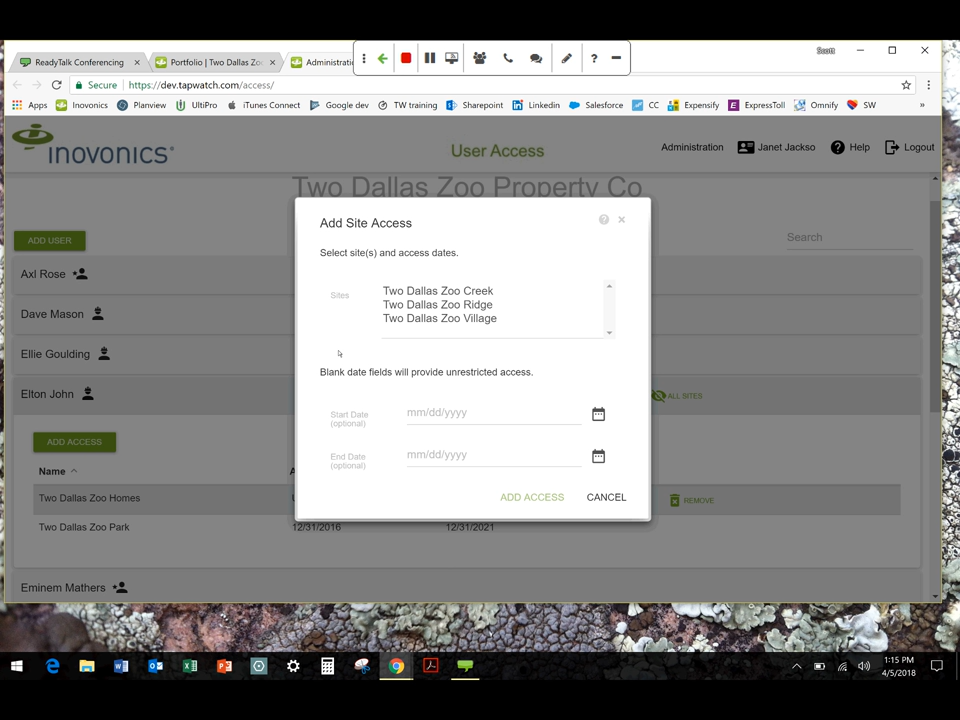 Scott
ReadyTalk Conferencing
Portfolio | Two Dallas Zo
Administratio
Secure
https://dev.tapwatch.com/access/
Apps Inovonics Planview UltiPro iTunes Connect Google dev TW training Sharepoint Linkedin Salesforce CC Expensify ExpressToll Omnify SW »
inovonics
User Access
Administration Janet Jackso Help Logout
Two Dallas Zoo Property Co.
ADD USER
Search
Axl Rose
Dave Mason
Ellie Goulding
Elton John
ALL SITES
ADD ACCESS
Name
Two Dallas Zoo Homes
REMOVE
Two Dallas Zoo Park 12/31/2016 12/31/2021
Eminem Mathers
Add Site Access
Select site(s) and access dates.
Sites
Two Dallas Zoo Creek
Two Dallas Zoo Ridge
Two Dallas Zoo Village
Blank date fields will provide unrestricted access.
Start Date
(optional)
mm/dd/yyyy
End Date
(optional)
mm/dd/yyyy
ADD ACCESS CANCEL
1:15 PM
4/5/2018